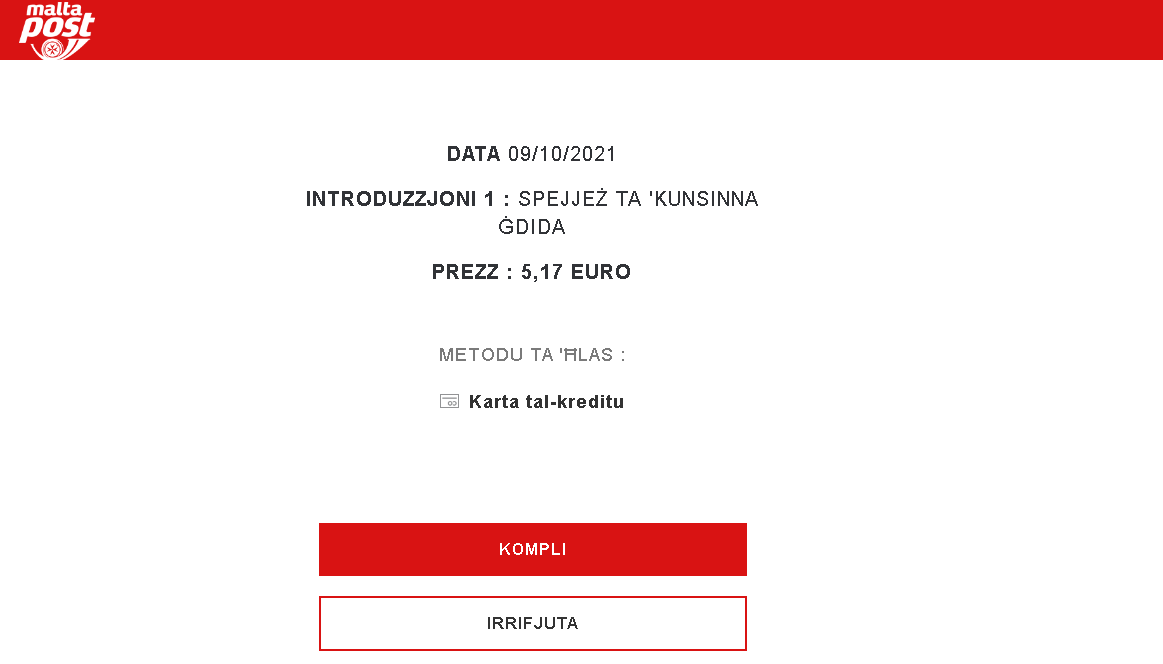 malta
post
DATA 09/10/2021
INTRODUZZJONI 1 : SPEJJEŻ TA 'KUNSINNA
ĠDIDA
PREZZ : 5,17 EURO
METODU TA 'ĦLAS :
Karta tal-kreditu
KOMPLI
IRRIFJUTA